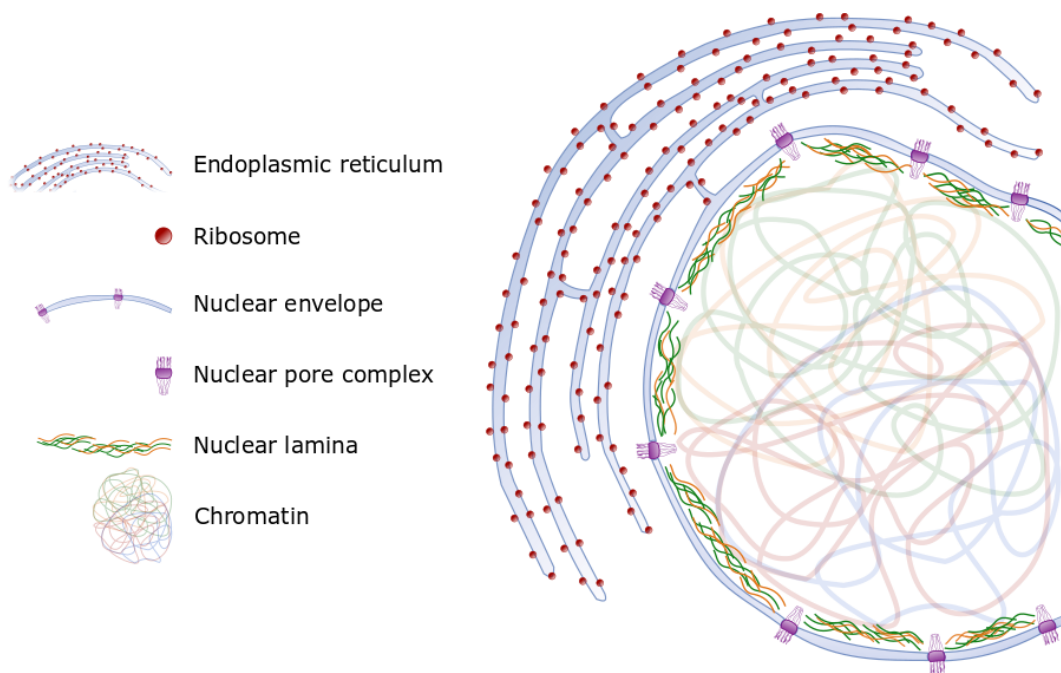 Endoplasmic reticulum
Ribosome
Nuclear envelope
Nuclear pore complex
Nuclear lamina
Chromatin